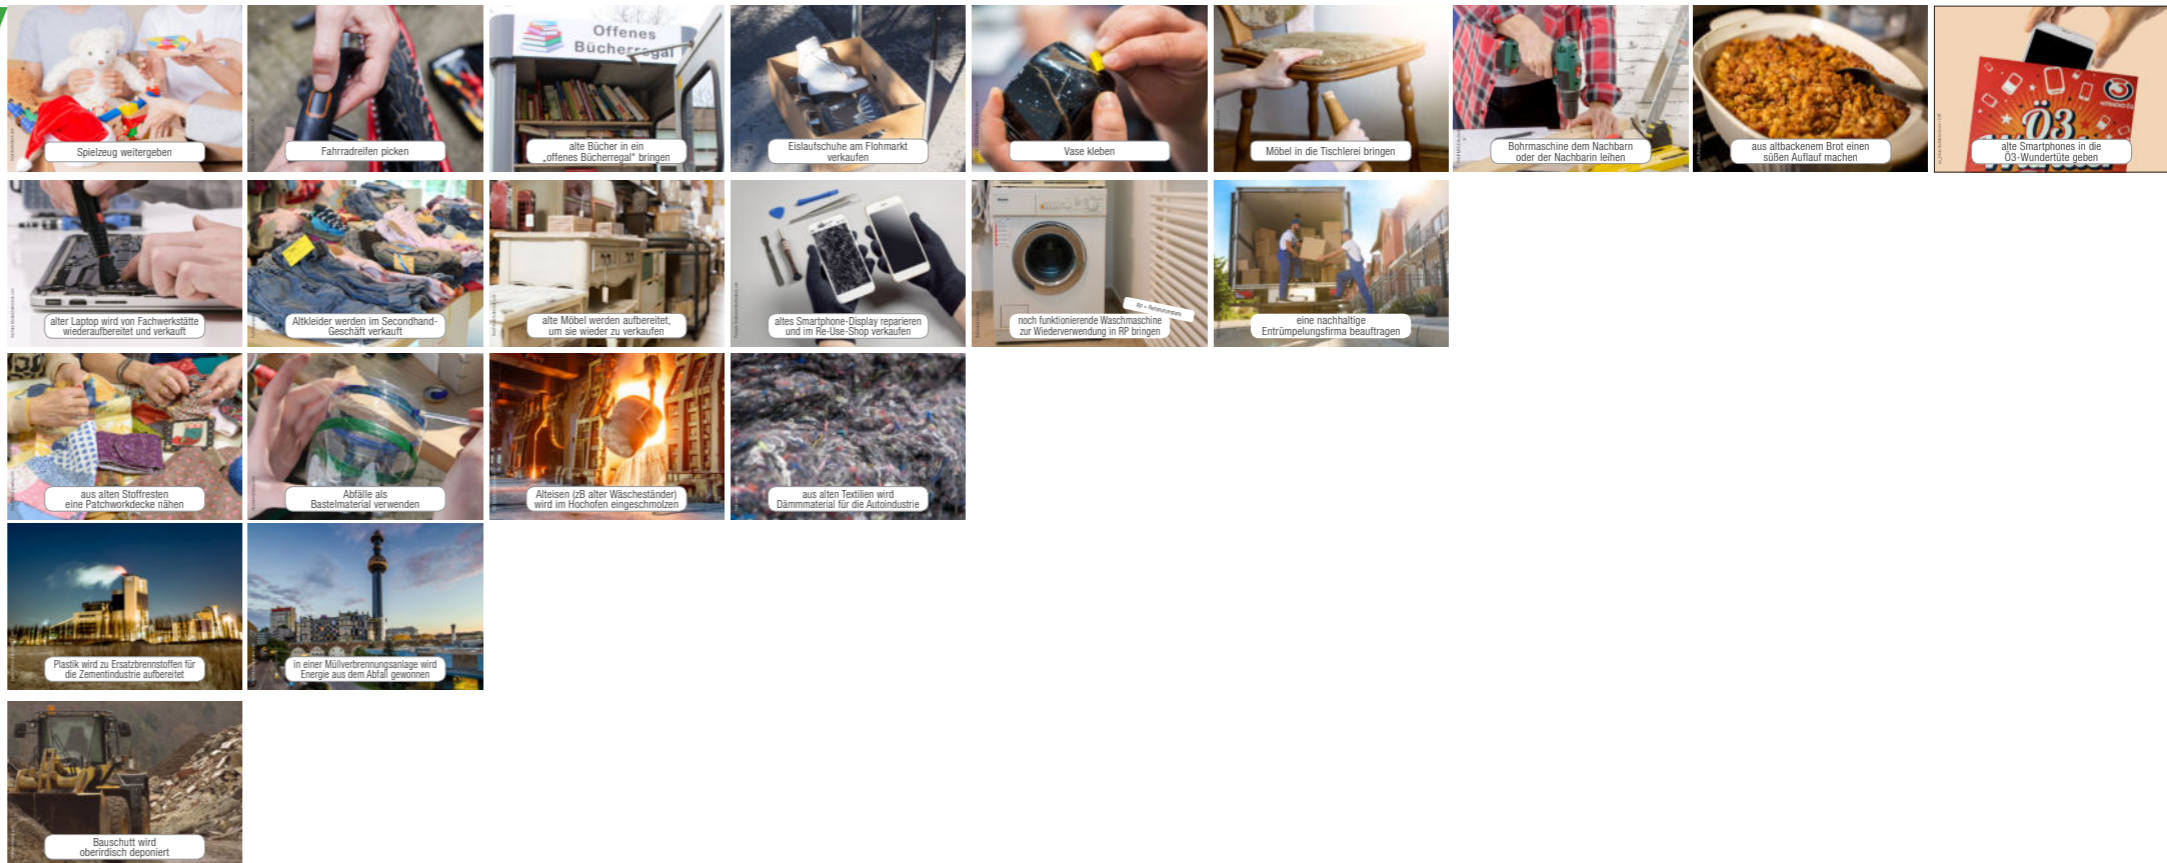 Spielzeug weitergeben
Fahrradreifen picken
Offenes
Bücherregal
alte Bücher in ein
„offenes Bücherregal“ bringen
Eislaufschuhe am Flohmarkt
verkaufen
Vase kleben
Möbel in die Tischlerei bringen
Bohrmaschine dem Nachbarn
oder der Nachbarin leihen
aus altbackenem Brot einen
süßen Auflauf machen
Ö3
alte Smartphones in die
Ö3-Wundertüte geben
alter Laptop wird von Fachwerkstätte
wiederaufbereitet und verkauft
Altkleider werden im Secondhand-
Geschäft verkauft
alte Möbel werden aufbereitet,
um sie wieder zu verkaufen
altes Smartphone-Display reparieren
und im Re-Use-Shop verkaufen
noch funktionierende Waschmaschine
zur Wiederverwendung in RP bringen
eine nachhaltige
Entrümpelungsfirma beauftragen
aus alten Stoffresten
eine Patchworkdecke nähen
Abfälle als
Bastelmaterial verwenden
Alteisen (zB alter Wäscheständer)
wird im Hochofen eingeschmolzen
aus alten Textilien wird
Dämmmaterial für die Autoindustrie
Plastik wird zu Ersatzbrennstoffen für
die Zementindustrie aufbereitet
in einer Müllverbrennungsanlage wird
Energie aus dem Abfall gewonnen
Bauschutt wird
oberirdisch deponiert